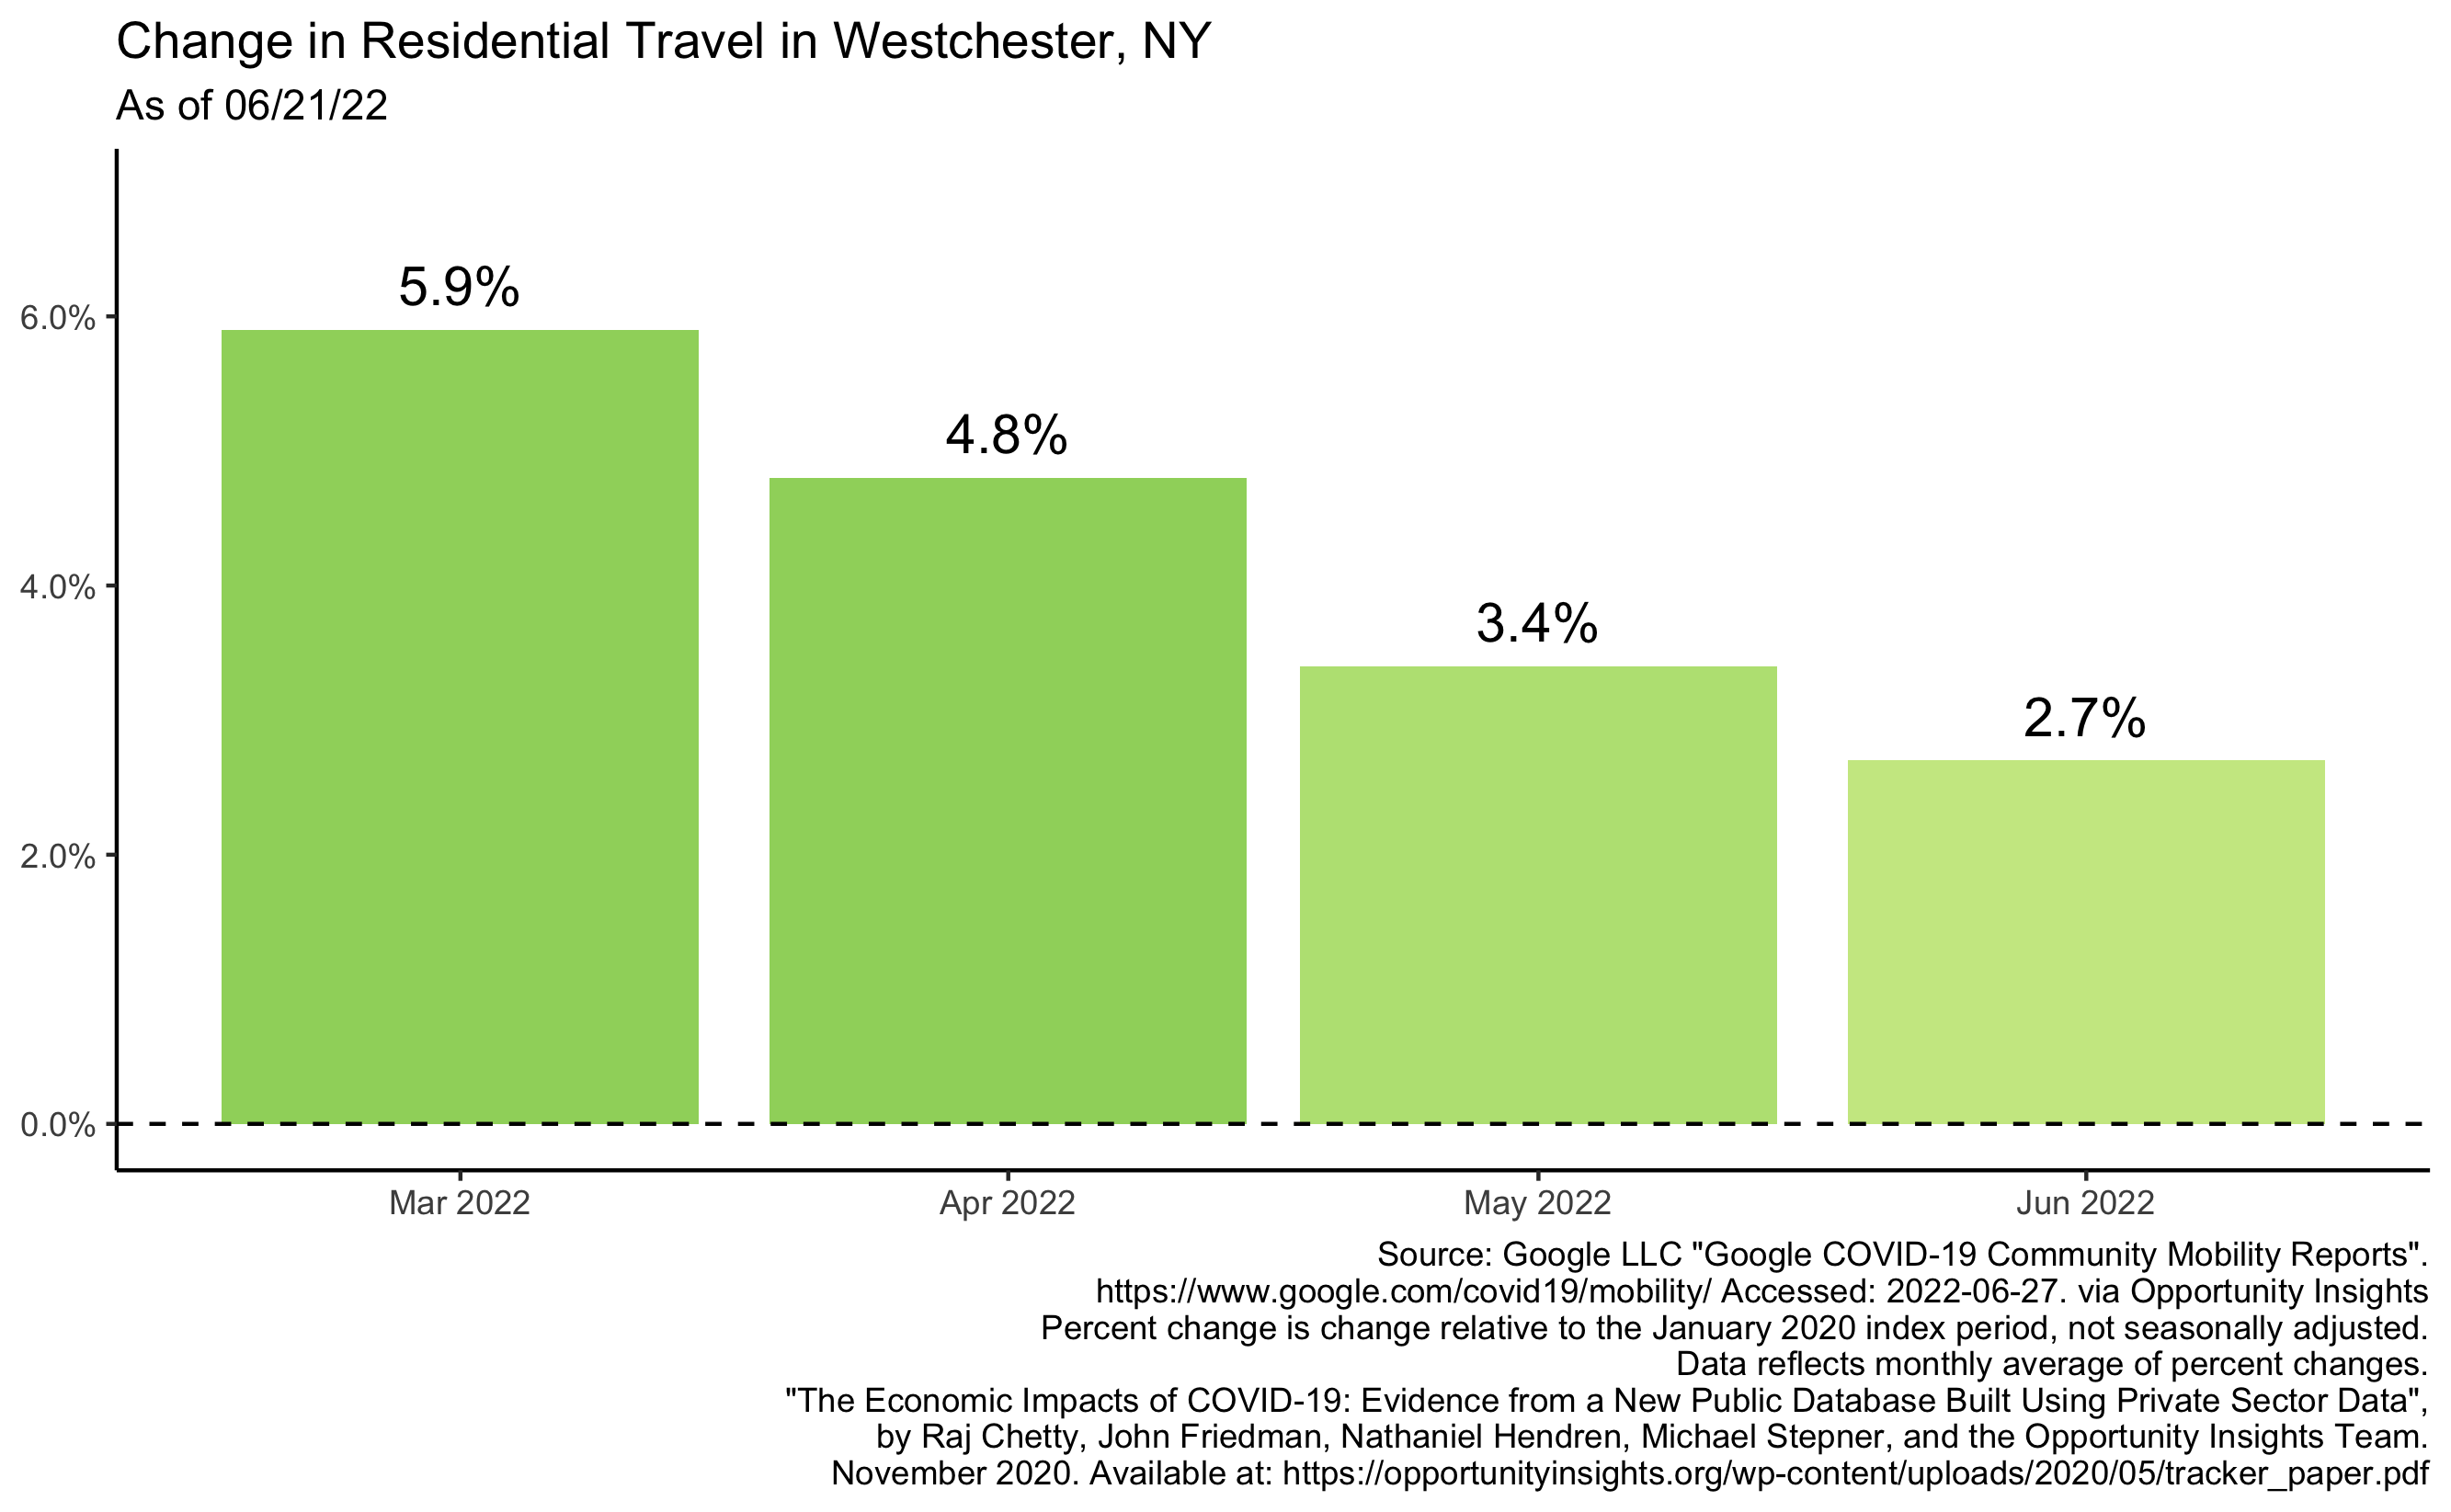 Change in Residential Travel in Westchester, NY
As of 06/21/22
5.9%
4.8%
3.4%
2.7%
6.0%
4.0%
2.0%
0.0%
Mar 2022
Apr 2022
May 2022
Jun 2022
Source: Google LLC "Google COVID-19 Community Mobility Reports".
https://www.google.com/covid19/mobility/ Accessed: 2022-06-27. via Opportunity Insights
Percent change is change relative to the January 2020 index period, not seasonally adjusted.
Data reflects monthly average of percent changes.
"The Economic Impacts of COVID-19: Evidence from a New Public Database Built Using Private Sector Data",
by Raj Chetty, John Friedman, Nathaniel Hendren, Michael Stepner, and the Opportunity Insights Team.
November 2020. Available at: https://opportunityinsights.org/wp-content/uploads/2020/05/tracker_paper.pdf